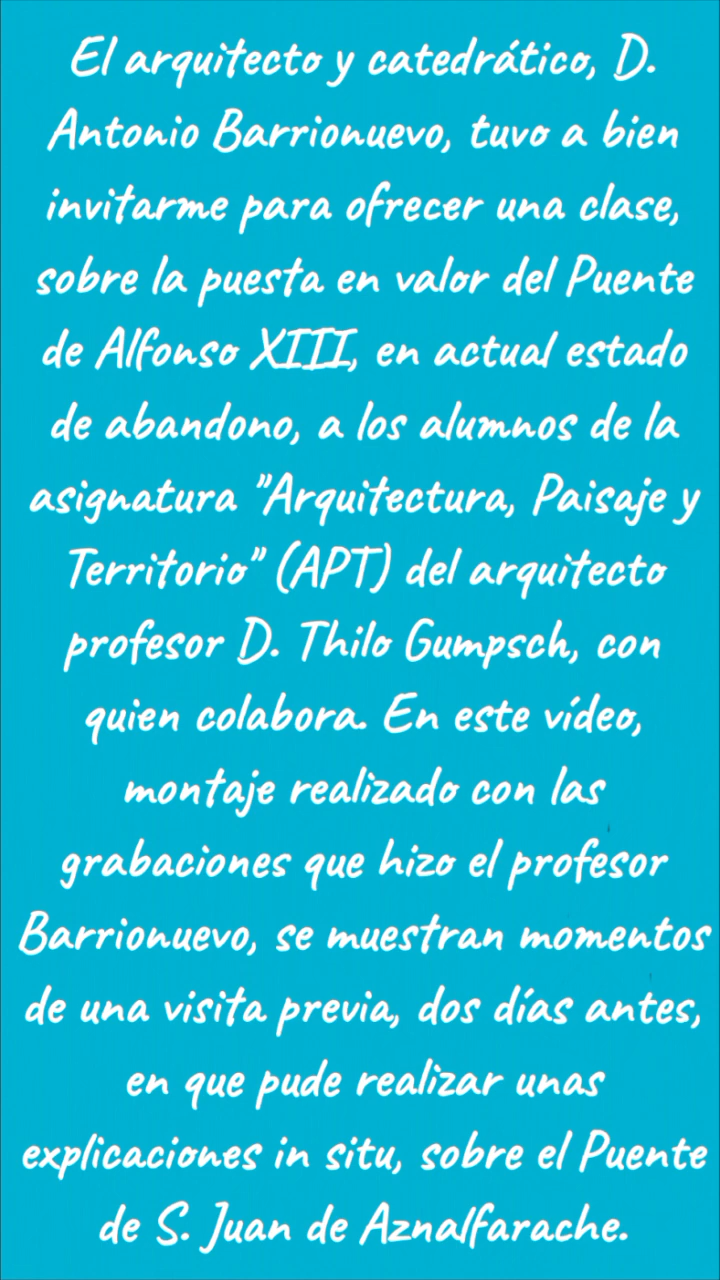 El arquitecto y catedrático, D.
Antonio Barrionuevo, tuvo a bien
invitarme para ofrecer una clase,
sobre la puesta en valor del Puente
de Alfonso XIII, en actual estado
de abandono, a los alumnos de la
asignatura "Arquitectura, Paisaje y
Territorio" (APT) del arquitecto
profesor D. Thilo Gumpsch, con
quien colabora. En este vídeo,
montaje realizado con las
grabaciones que hizo el profesor
Barrionuevo, se muestran momentos
de una visita previa, dos días antes,
en que pude realizar unas
explicaciones in situ, sobre el Puente
de S. Juan de Aznalfarache.